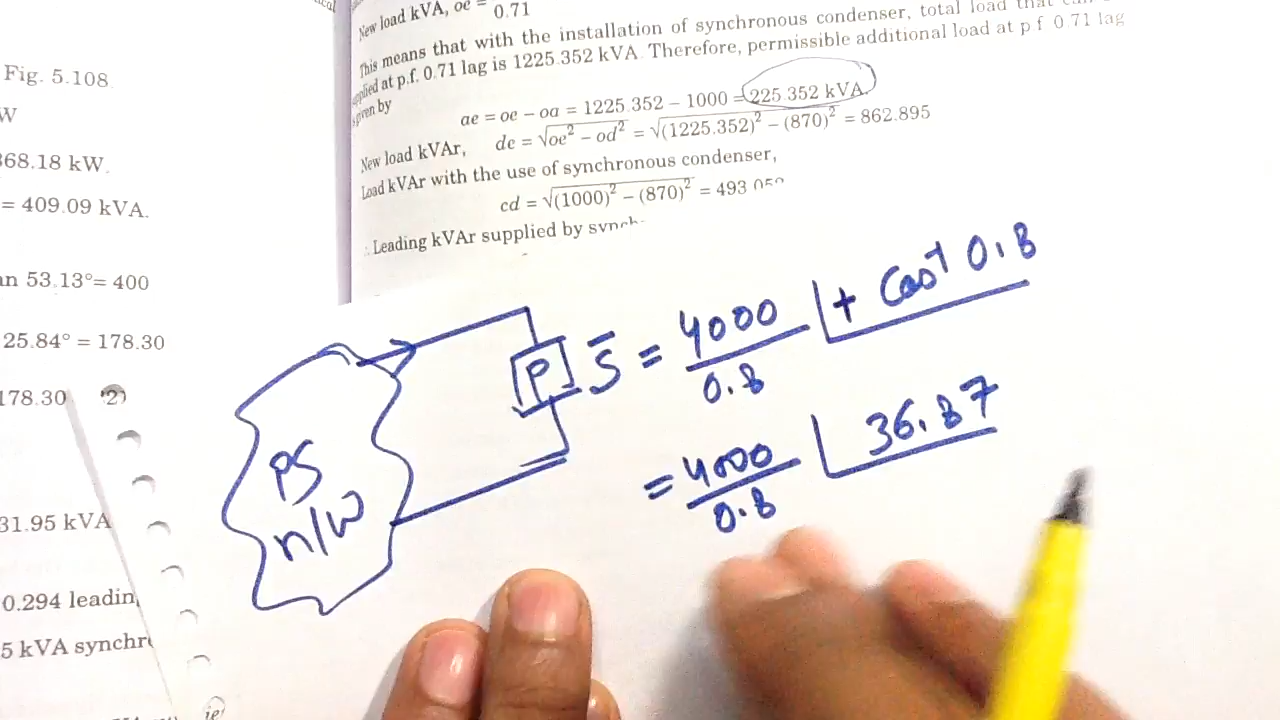 Fig. 5.108.
W
368.18 kW.
= 409.09 kVA.
an 53.13°= 400
25.84° = 178.30
178.30
(2)
31.95 kVA
0.294 leadin
5 kVA synchr
ie
New load kVA, oe =
0.71
This means that with the installation of synchronous condenser, total load that
supplied at p.f. 0.71 lag is 1225.352 kVA. Therefore, permissible additional load at p f 0.71 lag
is given by
ae = oe – oa = 1225.352 – 1000 = 225.352 kVA.
New load kVAr, de = √oe² – od² = √(1225.352)² – (870)² = 862.895
Load kVAr with the use of synchronous condenser,
cd = √(1000)² – (870)² = 493.05
∴ Leading kVAr supplied by synch
PS
n/W
P
S̄ = 4000/0.8 ∠+ Cos⁻¹ 0.8
= 4000/0.8 ∠36.87